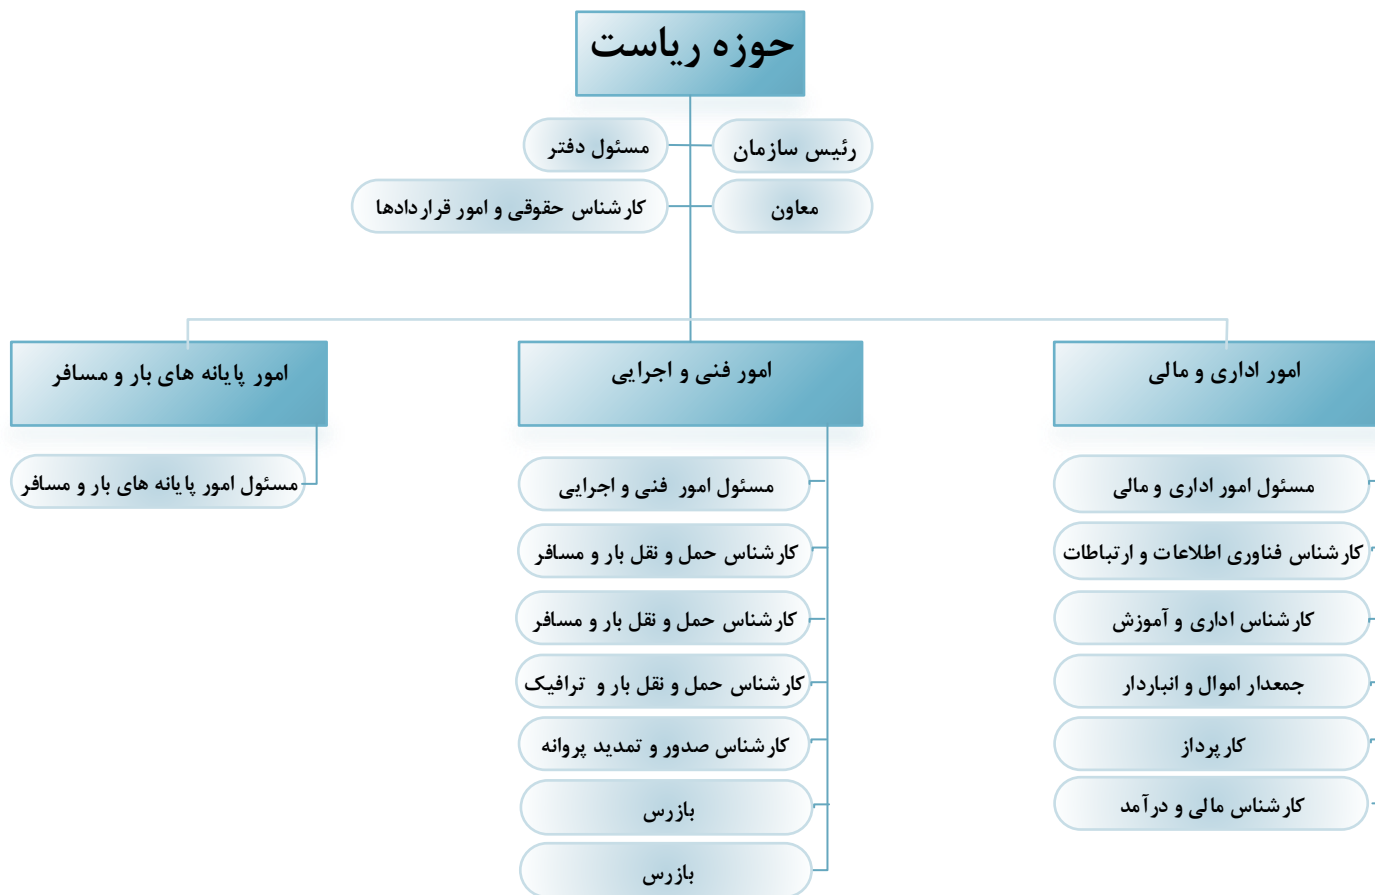 حوزه ریاست
رئیس سازمان
مسئول دفتر
معاون
کارشناس حقوقی و امور قراردادها
امور اداری و مالی
امور فنی و اجرایی
امور پایانه های بار و مسافر
مسئول امور اداری و مالی
کارشناس فناوری اطلاعات و ارتباطات
کارشناس اداری و آموزش
جمعدار اموال و انباردار
کارپرداز
کارشناس مالی و درآمد
مسئول امور فنی و اجرایی
کارشناس حمل و نقل بار و مسافر
کارشناس حمل و نقل بار و مسافر
کارشناس حمل و نقل بار و ترافیک
کارشناس صدور و تمدید پروانه
بازرس
بازرس
مسئول امور پایانه های بار و مسافر